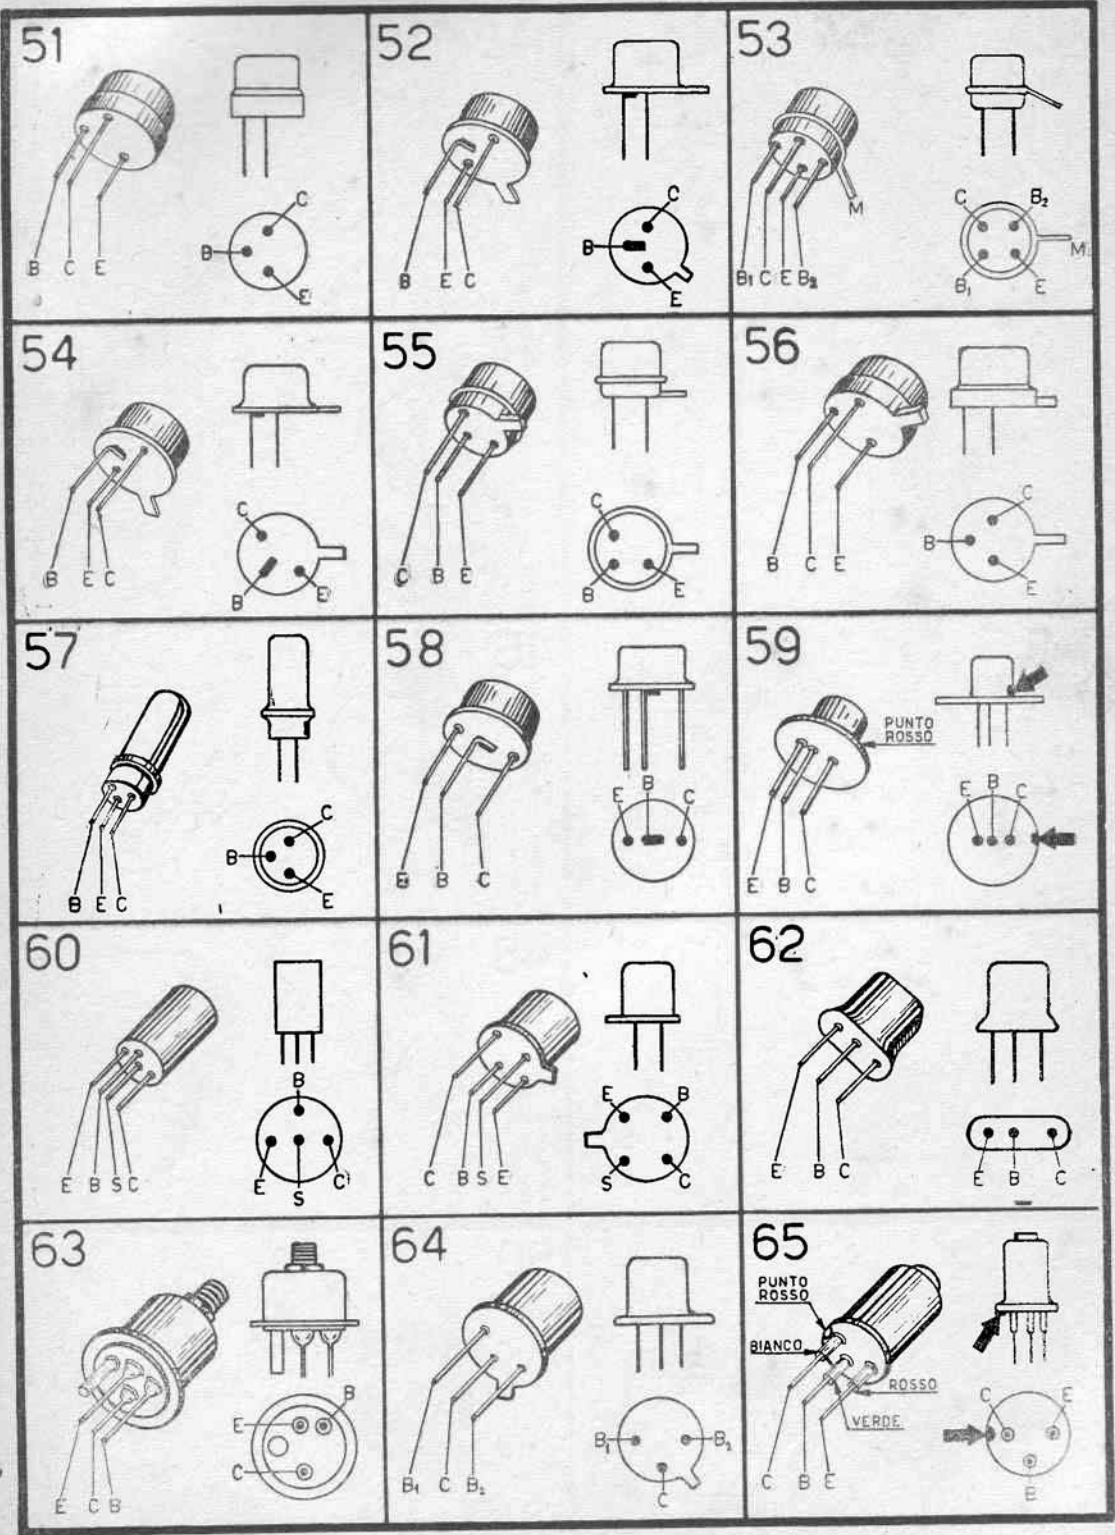 51
C
B
E
B C E
52
C
B
E
B E C
53
M
C B₂
M
B₁ E
B₁ C E B₂
54
C
B E
B E C
55
C
B E
C B E
56
C
B
E
B C E
57
C
B
E
B E C
58
B
E C
E B C
59
PUNTO
ROSSO
E B C
E B C
60
B
E S C
E B S C
61
E B
S C
C B S E
62
E B C
E B C
63
B
E
C
E C B
64
B₁ B₂
C
B₁ C B₂
65
PUNTO
ROSSO
BIANCO
ROSSO
VERDE
C E
B
C B E